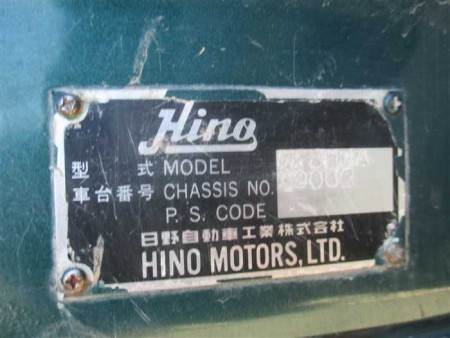 Hino
型 式 MODEL
車台番号 CHASSIS NO.
P. S. CODE
日野自動車工業株式会社
HINO MOTORS, LTD.